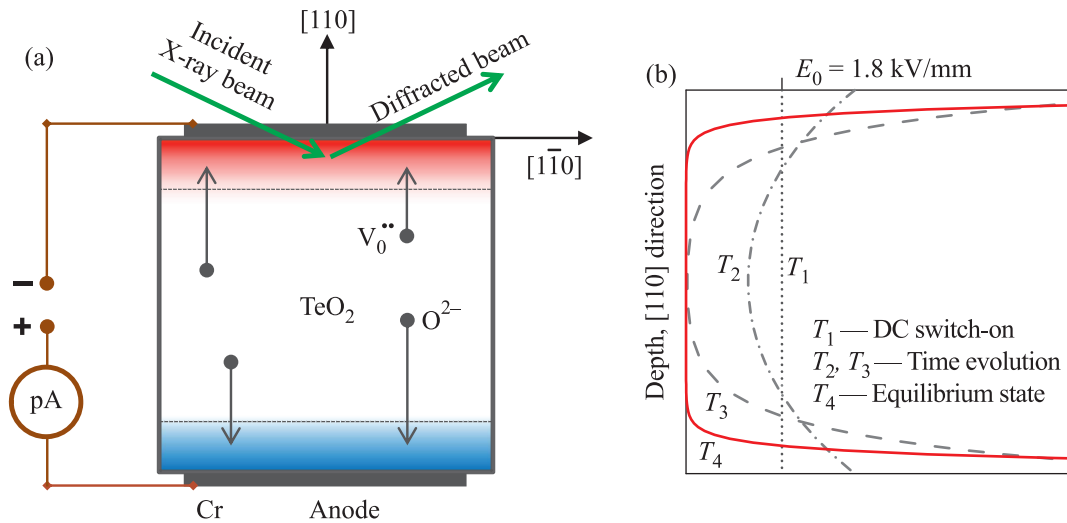 (a)
[110]
Incident
X-ray beam
Diffracted beam
[11̄0]
V₀••
TeO₂
O²⁻
−
+
pA
Cr
Anode
(b)
E₀ = 1.8 kV/mm
Depth, [110] direction
T₂
T₁
T₁ — DC switch-on
T₂, T₃ — Time evolution
T₄ — Equilibrium state
T₃
T₄